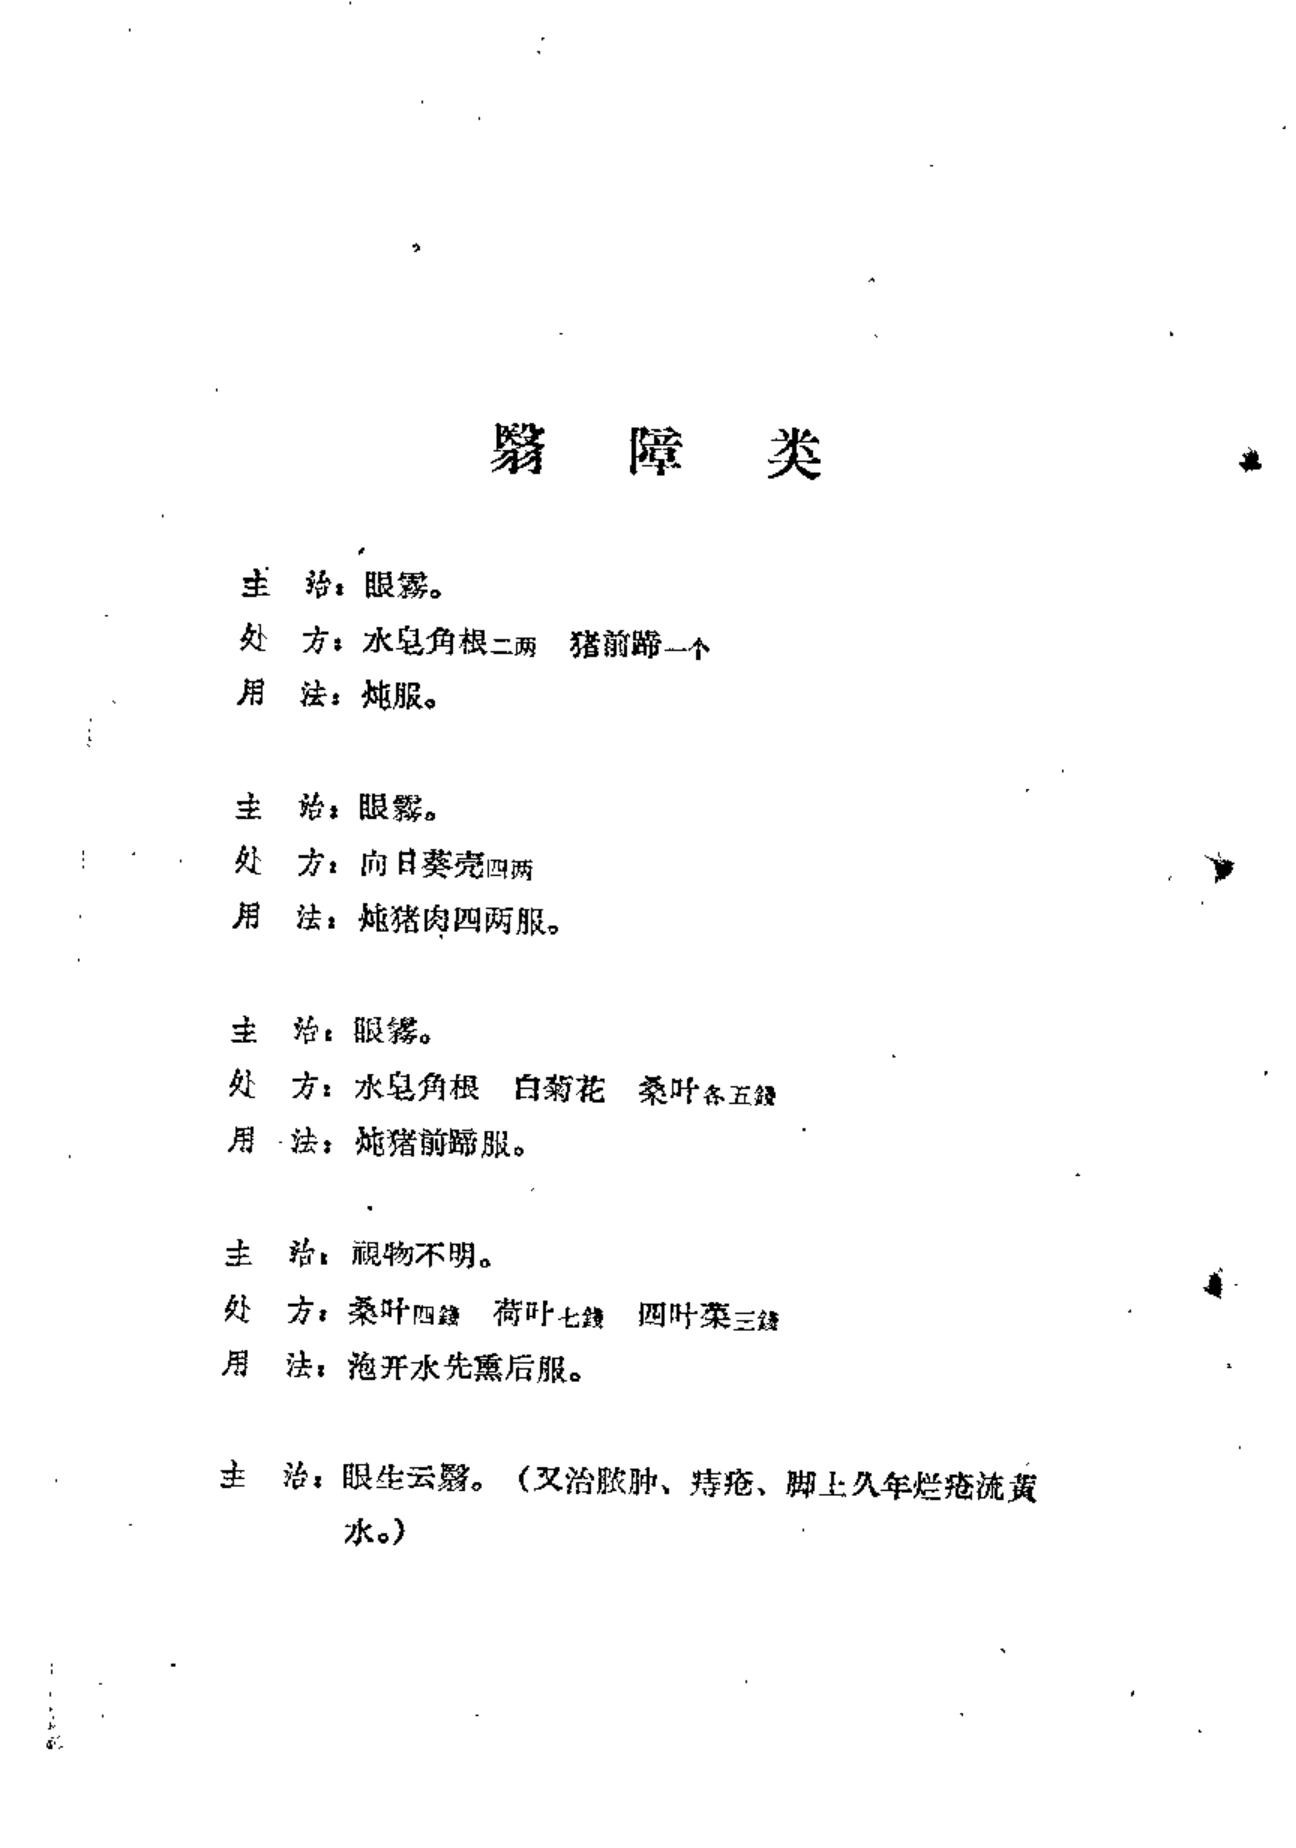 翳 障 类
主　治：眼雾。
处　方：水皂角根二两　猪前蹄一个
用　法：炖服。
主　治：眼雾。
处　方：向日葵壳四两
用　法：炖猪肉四两服。
主　治：眼雾。
处　方：水皂角根　白菊花　桑叶各五錢
用　法：炖猪前蹄服。
主　治：视物不明。
处　方：桑叶四錢　荷叶七錢　四叶菜三錢
用　法：泡开水先熏后服。
主　治：眼生云翳。（又治脓肿、痔疮、脚上久年烂疮流黄
水。）